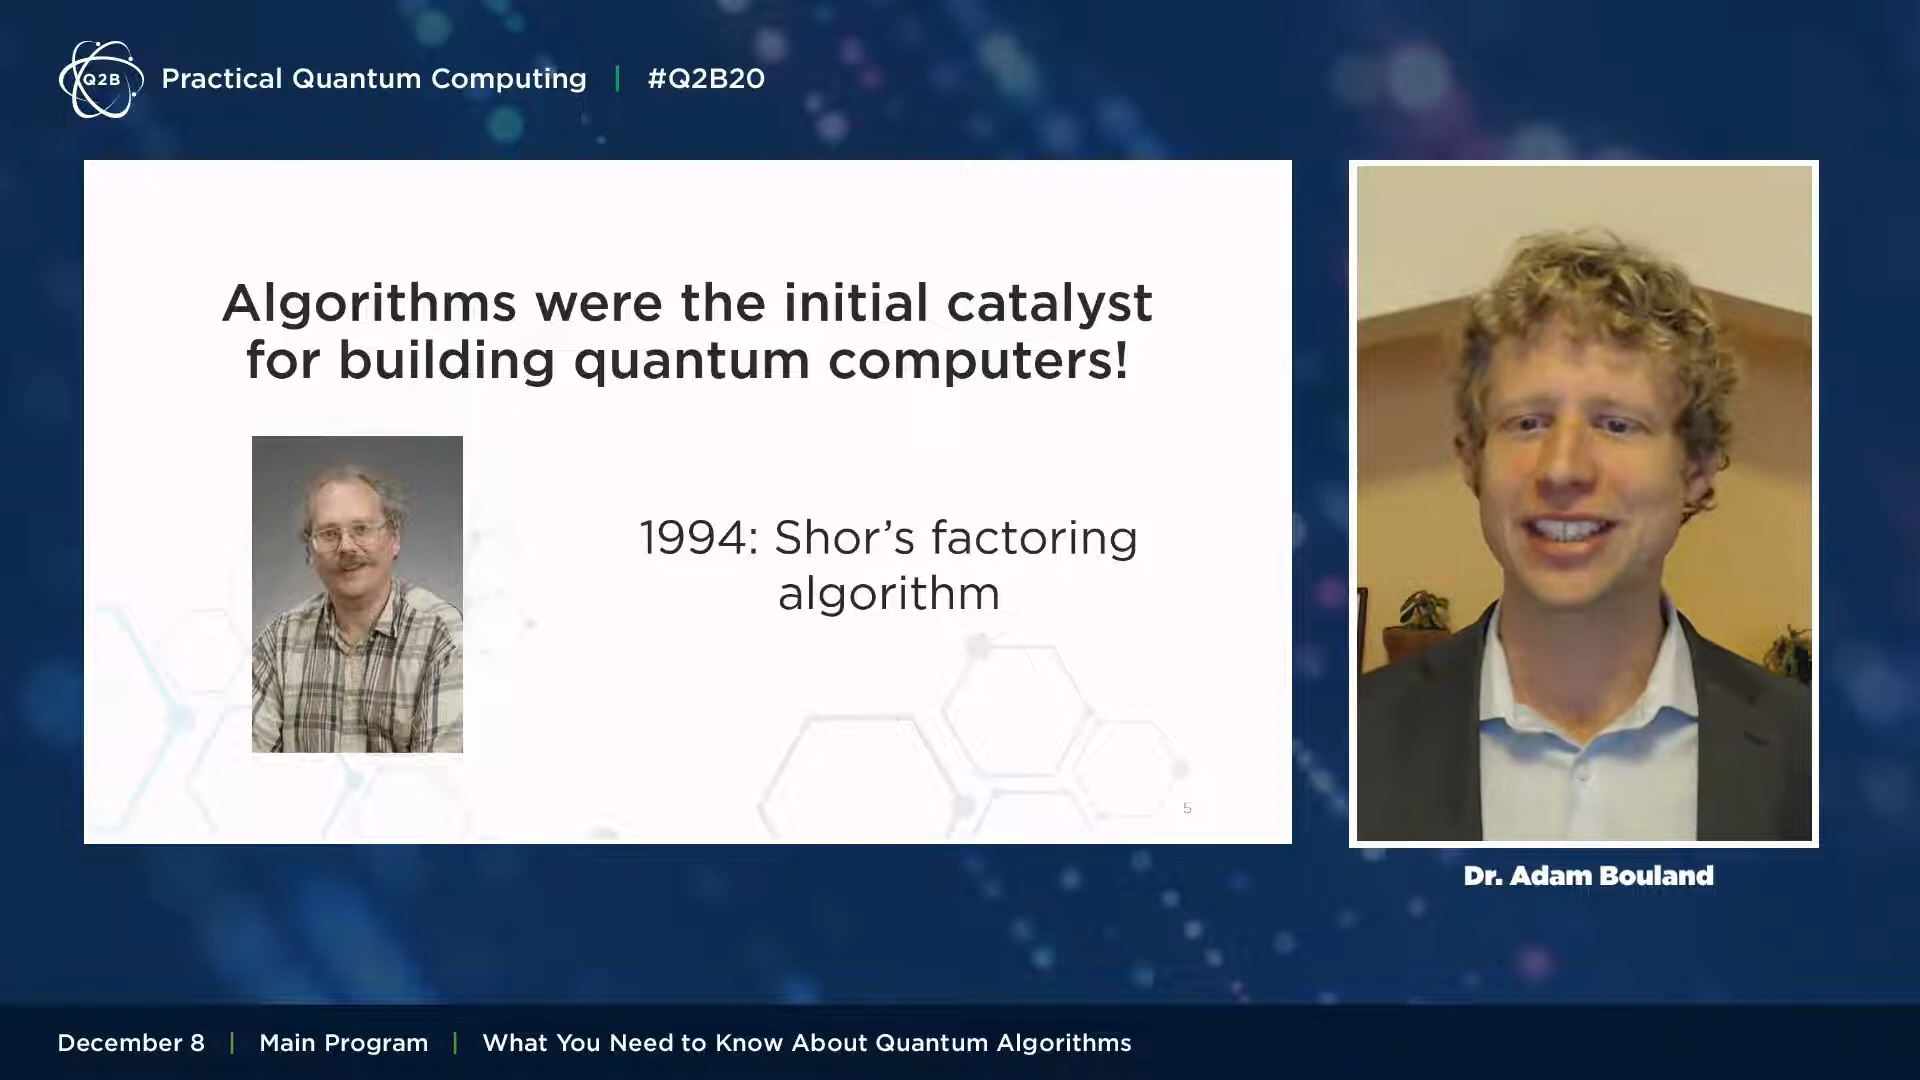 Q2B
Practical Quantum Computing | #Q2B20
Algorithms were the initial catalyst
for building quantum computers!
1994: Shor’s factoring
algorithm
5
Dr. Adam Bouland
December 8 | Main Program | What You Need to Know About Quantum Algorithms